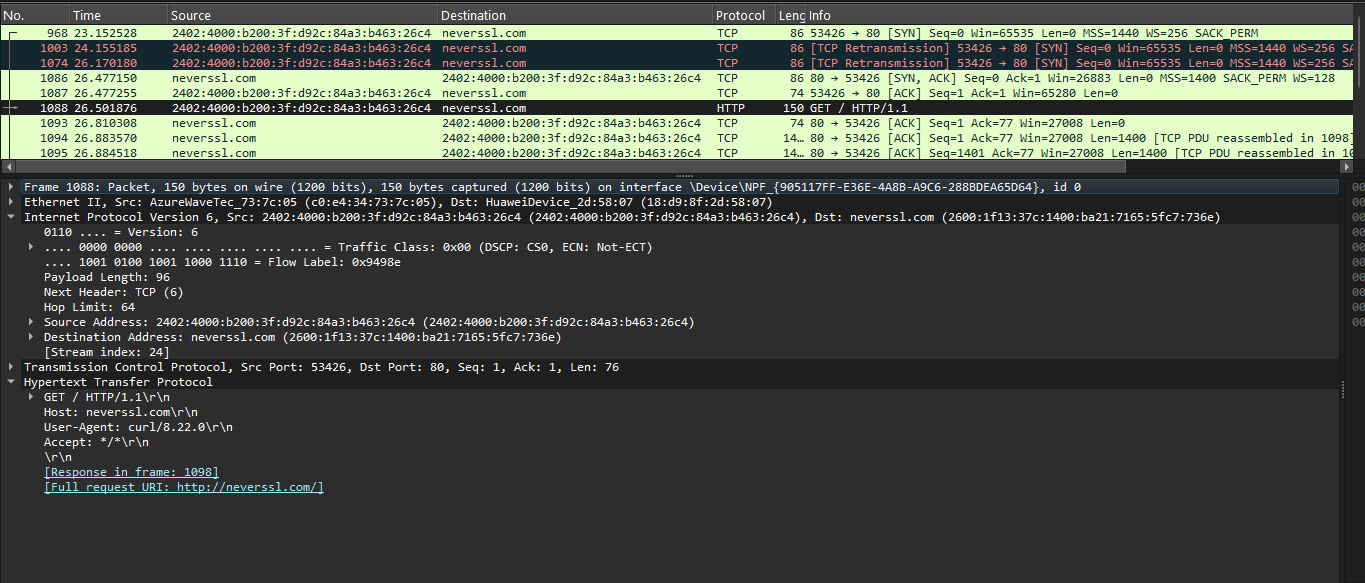 No. Time Source Destination Protocol Leng Info
968 23.152528 2402:4000:b200:3f:d92c:84a3:b463:26c4 neverssl.com TCP 86 53426 → 80 [SYN] Seq=0 Win=65535 Len=0 MSS=1440 WS=256 SACK_PERM
1003 24.155185 2402:4000:b200:3f:d92c:84a3:b463:26c4 neverssl.com TCP 86 [TCP Retransmission] 53426 → 80 [SYN] Seq=0 Win=65535 Len=0 MSS=1440 WS=256 SA
1074 26.170180 2402:4000:b200:3f:d92c:84a3:b463:26c4 neverssl.com TCP 86 [TCP Retransmission] 53426 → 80 [SYN] Seq=0 Win=65535 Len=0 MSS=1440 WS=256 SA
1086 26.477150 neverssl.com 2402:4000:b200:3f:d92c:84a3:b463:26c4 TCP 86 80 → 53426 [SYN, ACK] Seq=0 Ack=1 Win=26883 Len=0 MSS=1400 SACK_PERM WS=128
1087 26.477255 2402:4000:b200:3f:d92c:84a3:b463:26c4 neverssl.com TCP 74 53426 → 80 [ACK] Seq=1 Ack=1 Win=65280 Len=0
1088 26.501876 2402:4000:b200:3f:d92c:84a3:b463:26c4 neverssl.com HTTP 150 GET / HTTP/1.1
1093 26.810308 neverssl.com 2402:4000:b200:3f:d92c:84a3:b463:26c4 TCP 74 80 → 53426 [ACK] Seq=1 Ack=77 Win=27008 Len=0
1094 26.883570 neverssl.com 2402:4000:b200:3f:d92c:84a3:b463:26c4 TCP 14… 80 → 53426 [ACK] Seq=1 Ack=77 Win=27008 Len=1400 [TCP PDU reassembled in 1098]
1095 26.884518 neverssl.com 2402:4000:b200:3f:d92c:84a3:b463:26c4 TCP 14… 80 → 53426 [ACK] Seq=1401 Ack=77 Win=27008 Len=1400 [TCP PDU reassembled in 10
Frame 1088: Packet, 150 bytes on wire (1200 bits), 150 bytes captured (1200 bits) on interface \Device\NPF_{905117FF-E36E-4A8B-A9C6-288BDEA65D64}, id 0
Ethernet II, Src: AzureWaveTec_73:7c:05 (c0:e4:34:73:7c:05), Dst: HuaweiDevice_2d:58:07 (18:d9:8f:2d:58:07)
Internet Protocol Version 6, Src: 2402:4000:b200:3f:d92c:84a3:b463:26c4 (2402:4000:b200:3f:d92c:84a3:b463:26c4), Dst: neverssl.com (2600:1f13:37c:1400:ba21:7165:5fc7:736e)
0110 .... = Version: 6
.... 0000 0000 .... .... .... .... .... = Traffic Class: 0x00 (DSCP: CS0, ECN: Not-ECT)
.... 1001 0100 1001 1000 1110 = Flow Label: 0x9498e
Payload Length: 96
Next Header: TCP (6)
Hop Limit: 64
Source Address: 2402:4000:b200:3f:d92c:84a3:b463:26c4 (2402:4000:b200:3f:d92c:84a3:b463:26c4)
Destination Address: neverssl.com (2600:1f13:37c:1400:ba21:7165:5fc7:736e)
[Stream index: 24]
Transmission Control Protocol, Src Port: 53426, Dst Port: 80, Seq: 1, Ack: 1, Len: 76
Hypertext Transfer Protocol
GET / HTTP/1.1\r\n
Host: neverssl.com\r\n
User-Agent: curl/8.22.0\r\n
Accept: */*\r\n
\r\n
[Response in frame: 1098]
[Full request URI: http://neverssl.com/]